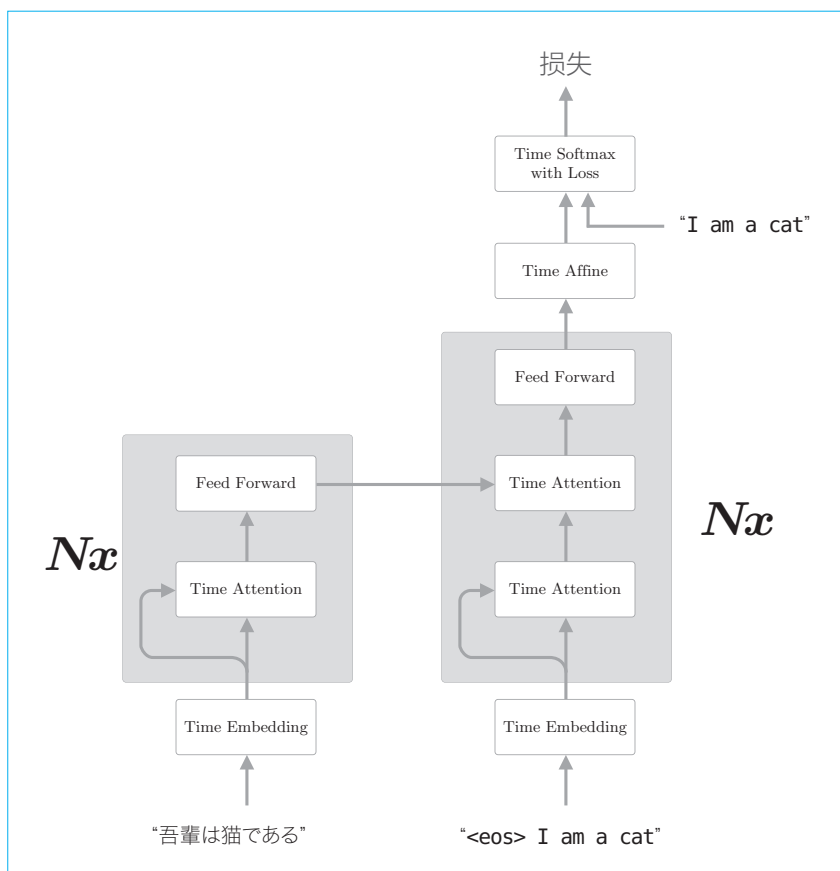 损失
Time Softmax
with Loss
“I am a cat”
Time Affine
Feed Forward
Feed Forward
Time Attention
Nx
Nx
Time Attention
Time Attention
Time Embedding
Time Embedding
“吾輩は猫である”
“<eos> I am a cat”